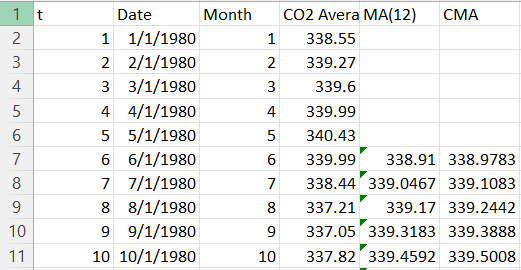 1 t Date Month CO2 Avera MA(12) CMA
2 1 1/1/1980 1 338.55
3 2 2/1/1980 2 339.27
4 3 3/1/1980 3 339.6
5 4 4/1/1980 4 339.99
6 5 5/1/1980 5 340.43
7 6 6/1/1980 6 339.99 338.91 338.9783
8 7 7/1/1980 7 338.44 339.0467 339.1083
9 8 8/1/1980 8 337.21 339.17 339.2442
10 9 9/1/1980 9 337.05 339.3183 339.3888
11 10 10/1/1980 10 337.82 339.4592 339.5008